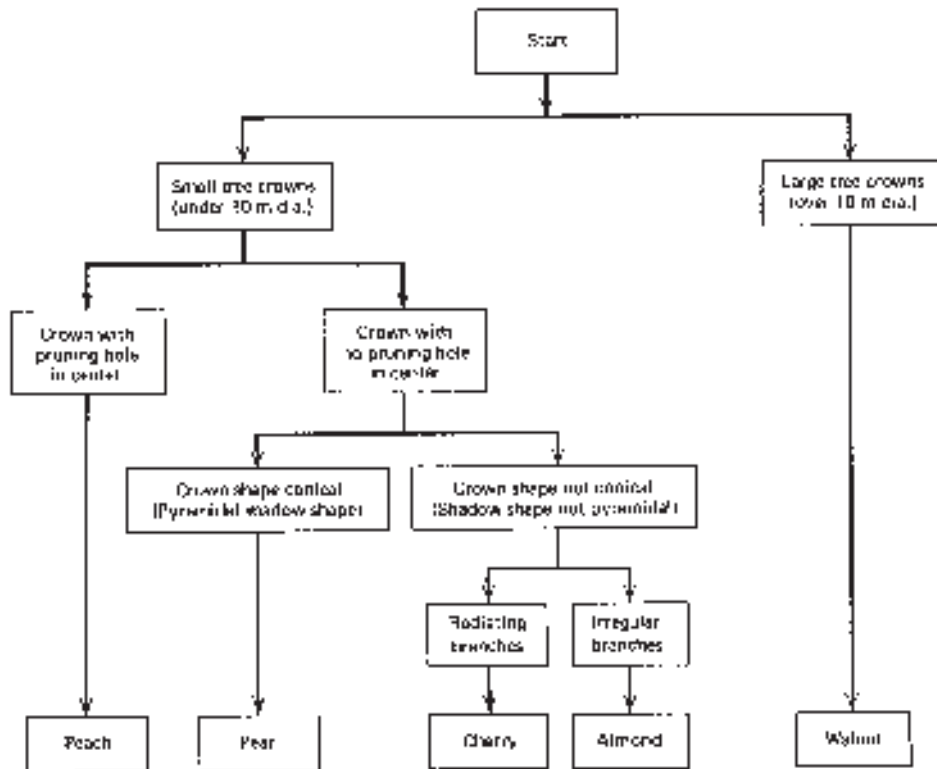 Start
Small tree crowns
(under 30 m dia.)
Large tree crowns
(over 10 m dia.)
Crown with
pruning hole
in center
Crown with
no pruning hole
in center
Crown shape conical
(Pyramidal shadow shape)
Crown shape not conical
(Shadow shape not pyramidal)
Radiating
branches
Irregular
branches
Peach
Pear
Cherry
Almond
Walnut